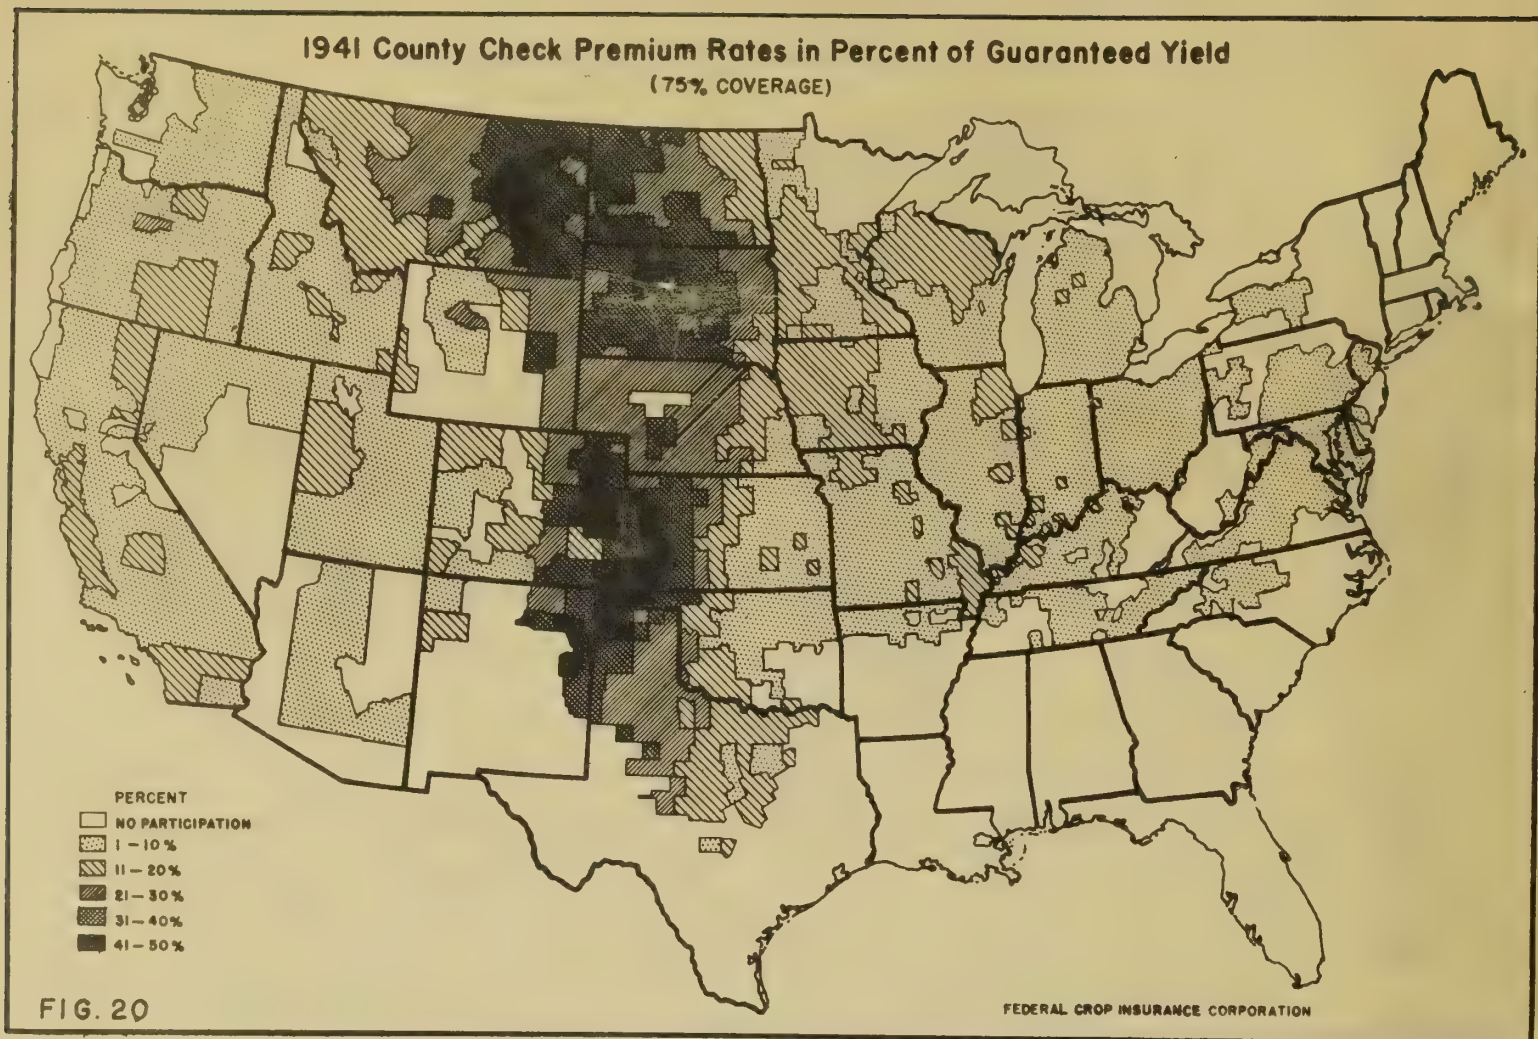 1941 County Check Premium Rates in Percent of Guaranteed Yield
(75% COVERAGE)
PERCENT
NO PARTICIPATION
1-10%
11-20%
21-30%
31-40%
41-50%
FIG. 20
FEDERAL CROP INSURANCE CORPORATION